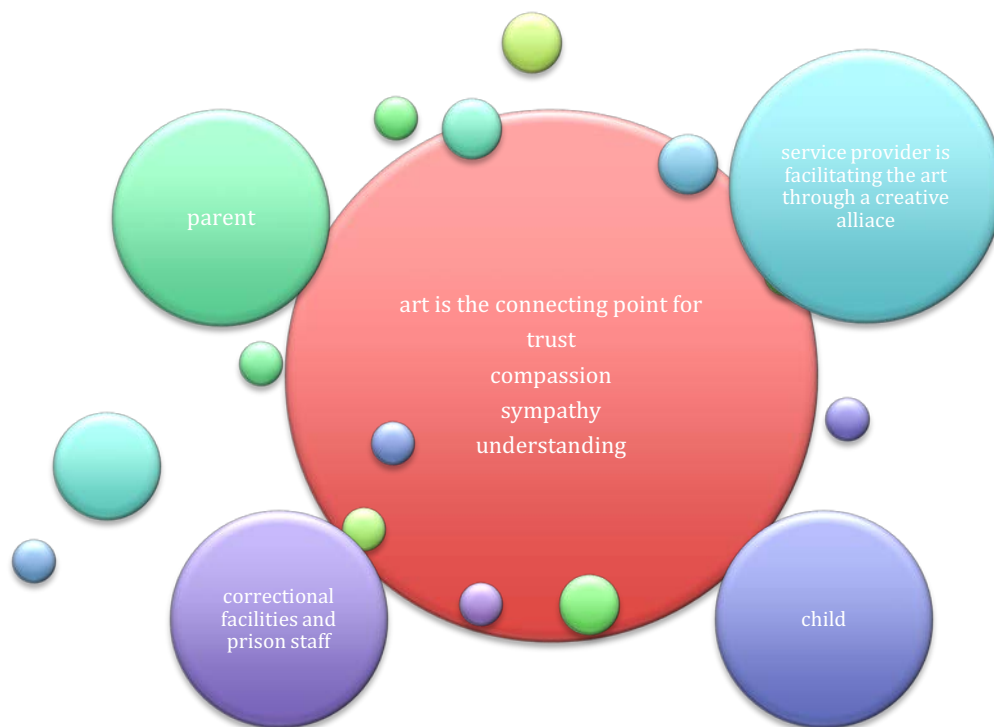 service provider is
facilitating the art
through a creative
alliace
parent
art is the connecting point for
trust
compassion
sympathy
understanding
correctional
facilities and
prison staff
child